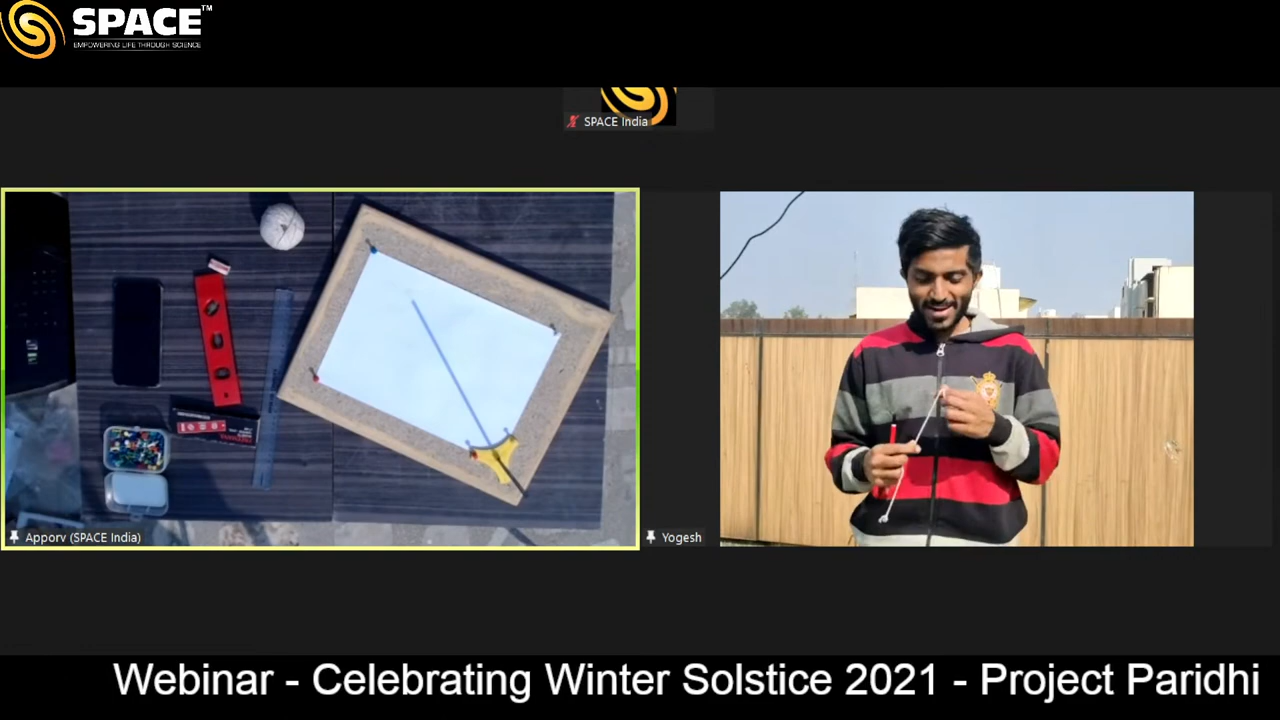 SPACE™
EMPOWERING LIFE THROUGH SCIENCE
SPACE India
Apporv (SPACE India)
Yogesh
Webinar - Celebrating Winter Solstice 2021 - Project Paridhi